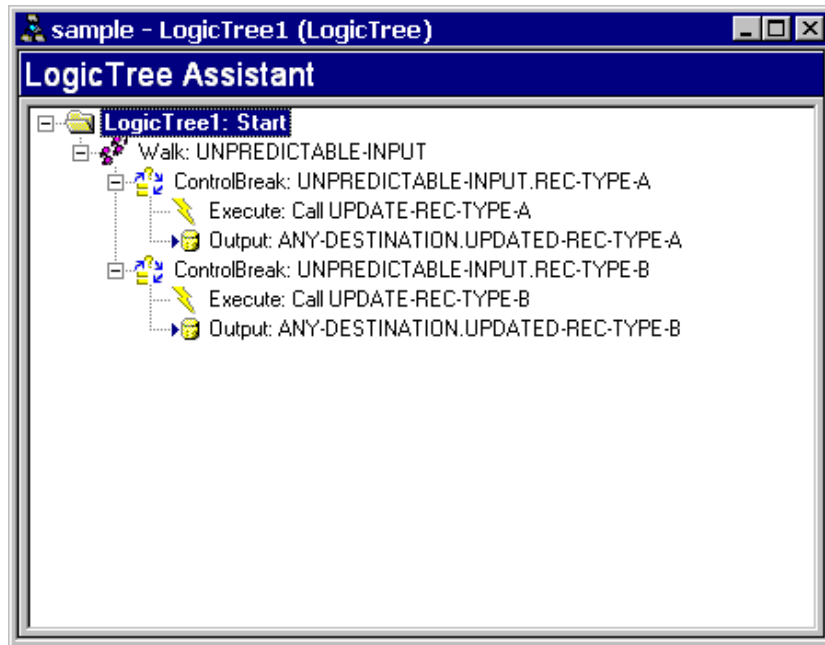 sample - LogicTree1 (LogicTree)
LogicTree Assistant
LogicTree1: Start
Walk: UNPREDICTABLE-INPUT
ControlBreak: UNPREDICTABLE-INPUT.REC-TYPE-A
Execute: Call UPDATE-REC-TYPE-A
Output: ANY-DESTINATION.UPDATED-REC-TYPE-A
ControlBreak: UNPREDICTABLE-INPUT.REC-TYPE-B
Execute: Call UPDATE-REC-TYPE-B
Output: ANY-DESTINATION.UPDATED-REC-TYPE-B